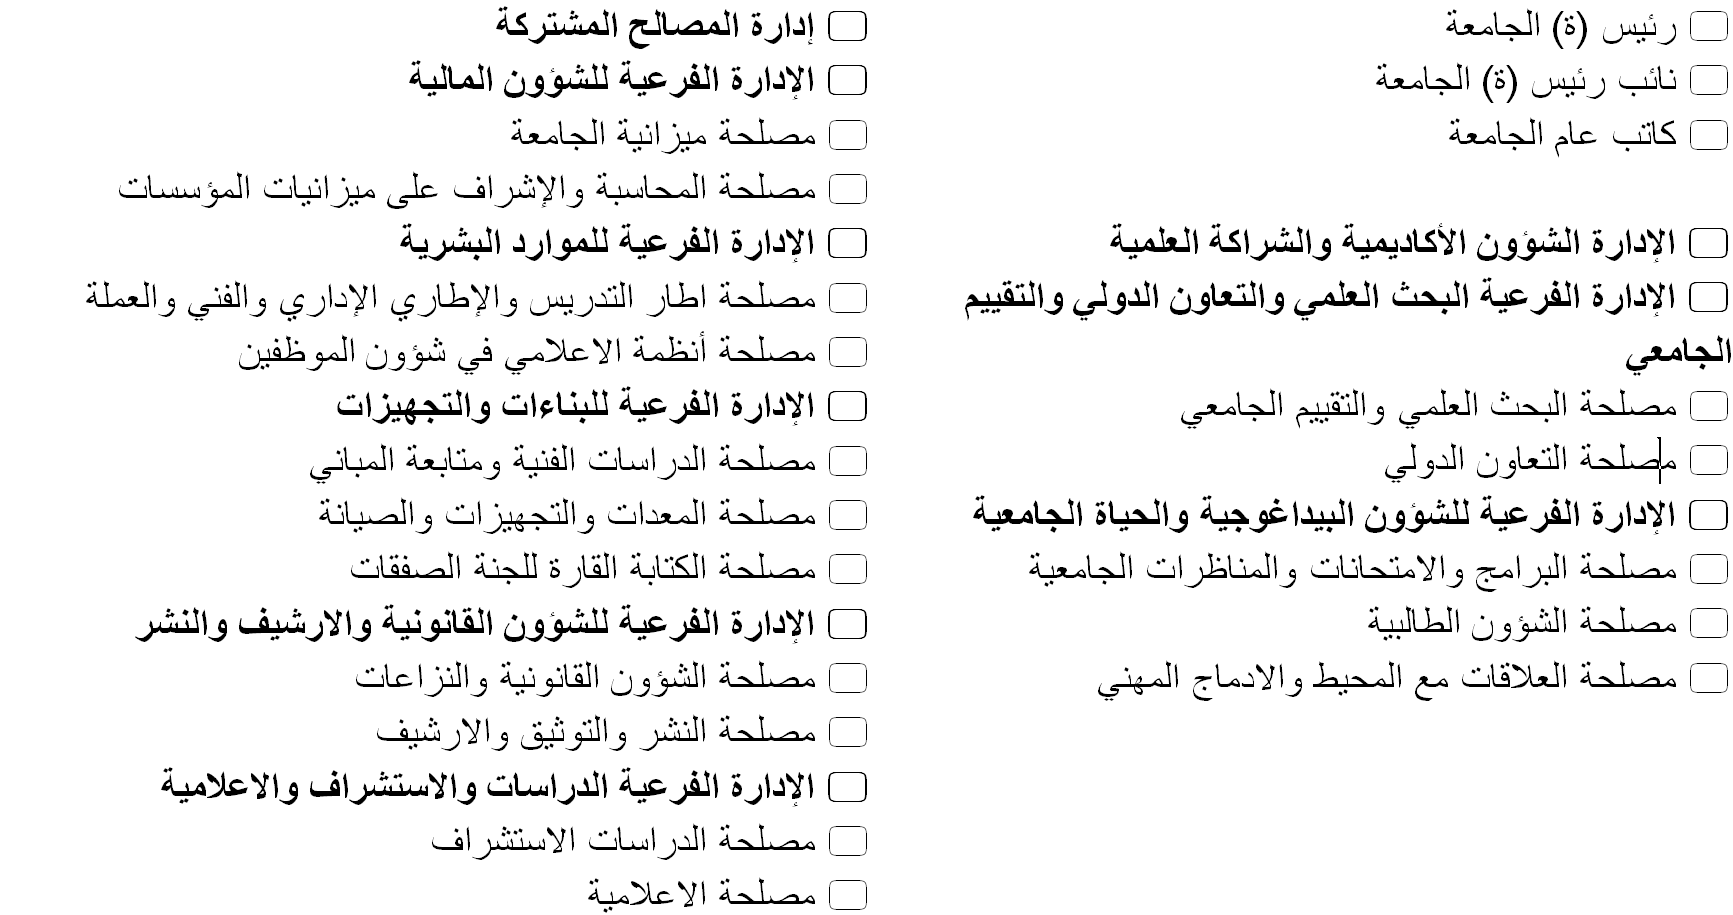 رئيس (ة) الجامعة
نائب رئيس (ة) الجامعة
كاتب عام الجامعة
الإدارة الشؤون الأكاديمية والشراكة العلمية
الإدارة الفرعية البحث العلمي والتعاون الدولي والتقييم
الجامعي
مصلحة البحث العلمي والتقييم الجامعي
مصلحة التعاون الدولي
الإدارة الفرعية للشؤون البيداغوجية والحياة الجامعية
مصلحة البرامج والامتحانات والمناظرات الجامعية
مصلحة الشؤون الطالبية
مصلحة العلاقات مع المحيط والادماج المهني
إدارة المصالح المشتركة
الإدارة الفرعية للشؤون المالية
مصلحة ميزانية الجامعة
مصلحة المحاسبة والإشراف على ميزانيات المؤسسات
الإدارة الفرعية للموارد البشرية
مصلحة اطار التدريس والإطاري الإداري والفني والعملة
مصلحة أنظمة الاعلامي في شؤون الموظفين
الإدارة الفرعية للبناءات والتجهيزات
مصلحة الدراسات الفنية ومتابعة المباني
مصلحة المعدات والتجهيزات والصيانة
مصلحة الكتابة القارة للجنة الصفقات
الإدارة الفرعية للشؤون القانونية والارشيف والنشر
مصلحة الشؤون القانونية والنزاعات
مصلحة النشر والتوثيق والارشيف
الإدارة الفرعية الدراسات والاستشراف والاعلامية
مصلحة الدراسات الاستشراف
مصلحة الاعلامية